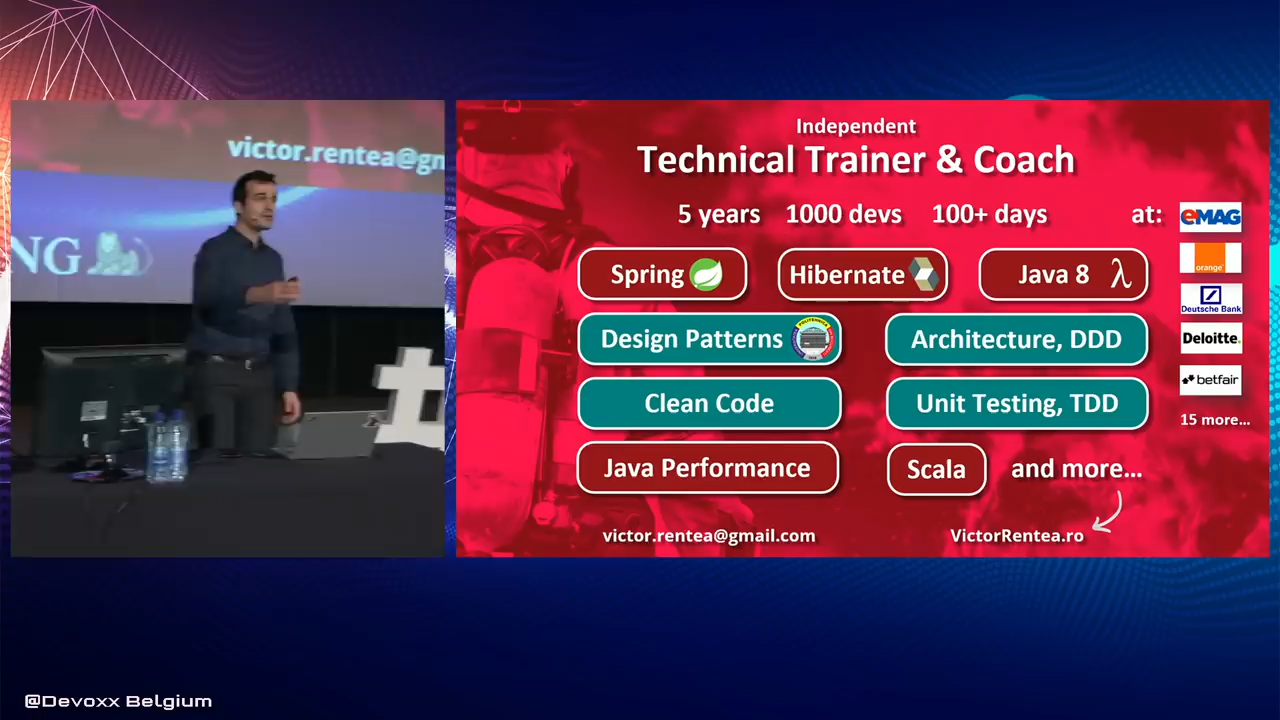 victor.rentea@gm
NG
#
Independent
Technical Trainer & Coach
5 years 1000 devs 100+ days at:
eMAG
orange
Spring
Hibernate
Java 8 λ
Deutsche Bank
Design Patterns
Architecture, DDD
Deloitte.
betfair
Clean Code
Unit Testing, TDD
15 more...
Java Performance
Scala
and more...
victor.rentea@gmail.com
VictorRentea.ro
@Devoxx Belgium